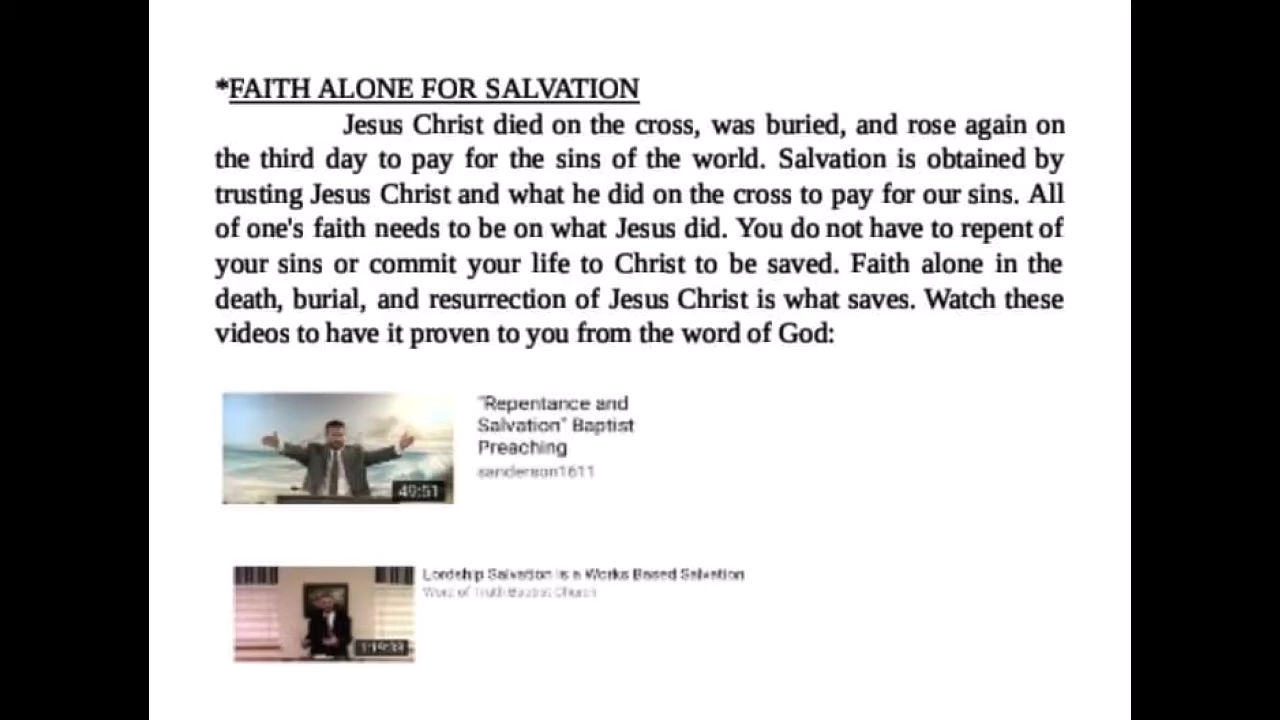 *FAITH ALONE FOR SALVATION
Jesus Christ died on the cross, was buried, and rose again on
the third day to pay for the sins of the world. Salvation is obtained by
trusting Jesus Christ and what he did on the cross to pay for our sins. All
of one's faith needs to be on what Jesus did. You do not have to repent of
your sins or commit your life to Christ to be saved. Faith alone in the
death, burial, and resurrection of Jesus Christ is what saves. Watch these
videos to have it proven to you from the word of God:
"Repentance and
Salvation" Baptist
Preaching
sanderson1611
49:51
Lordship Salvation is a Works Based Salvation
Word of Truth Baptist Church